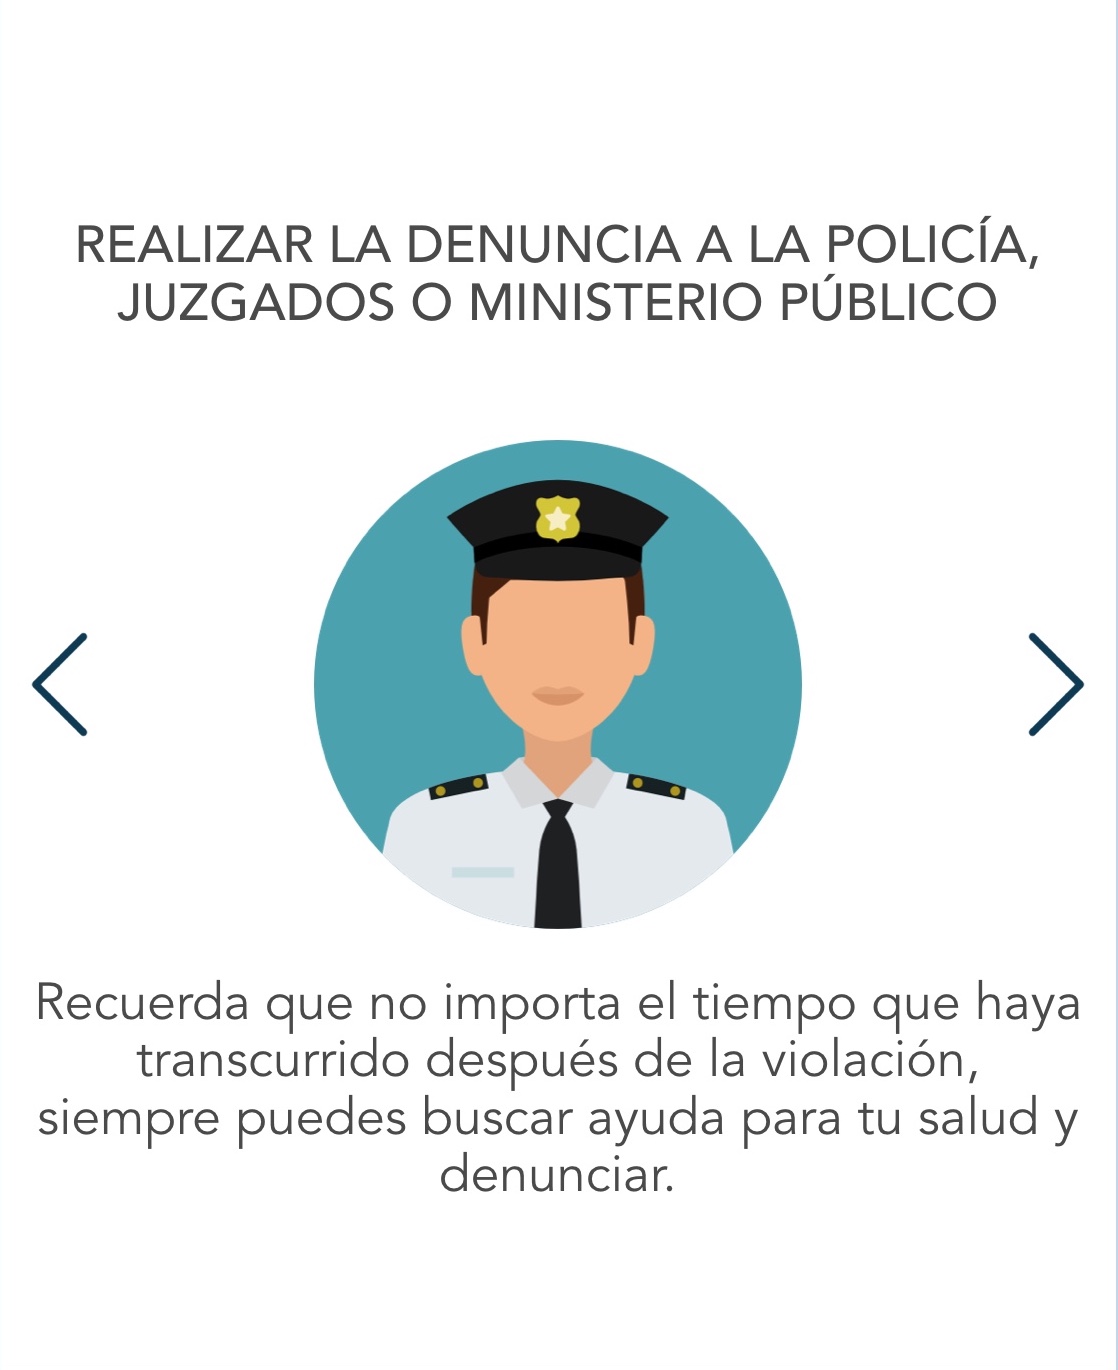 REALIZAR LA DENUNCIA A LA POLICÍA,
JUZGADOS O MINISTERIO PÚBLICO
Recuerda que no importa el tiempo que haya
transcurrido después de la violación,
siempre puedes buscar ayuda para tu salud y
denunciar.